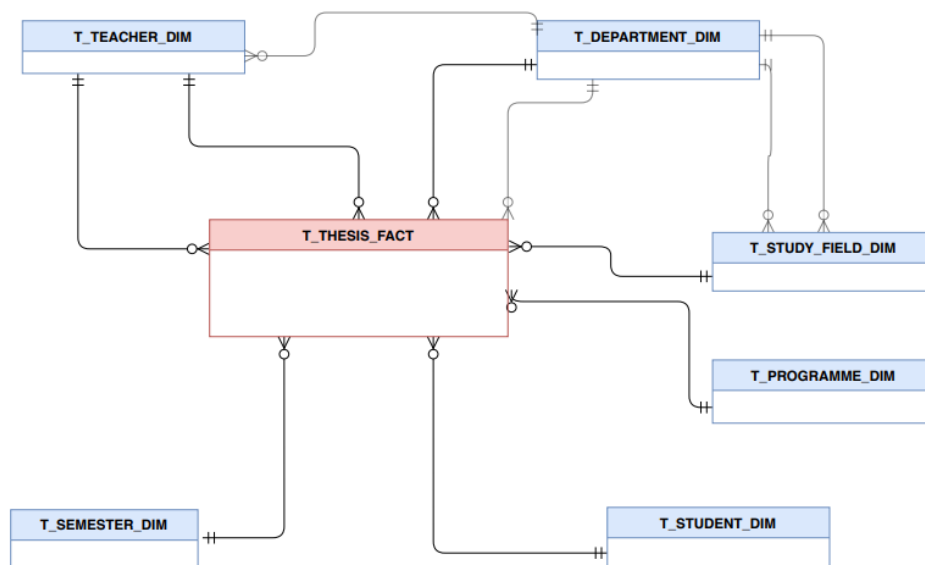 T_TEACHER_DIM
T_DEPARTMENT_DIM
T_THESIS_FACT
T_STUDY_FIELD_DIM
T_PROGRAMME_DIM
T_SEMESTER_DIM
T_STUDENT_DIM